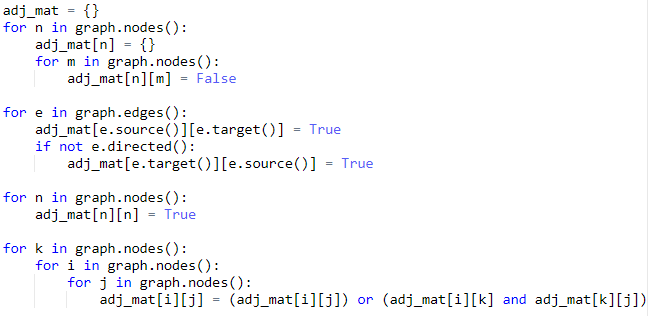 adj_mat = {}
for n in graph.nodes():
    adj_mat[n] = {}
    for m in graph.nodes():
        adj_mat[n][m] = False

for e in graph.edges():
    adj_mat[e.source()][e.target()] = True
    if not e.directed():
        adj_mat[e.target()][e.source()] = True

for n in graph.nodes():
    adj_mat[n][n] = True

for k in graph.nodes():
    for i in graph.nodes():
        for j in graph.nodes():
            adj_mat[i][j] = (adj_mat[i][j]) or (adj_mat[i][k] and adj_mat[k][j])